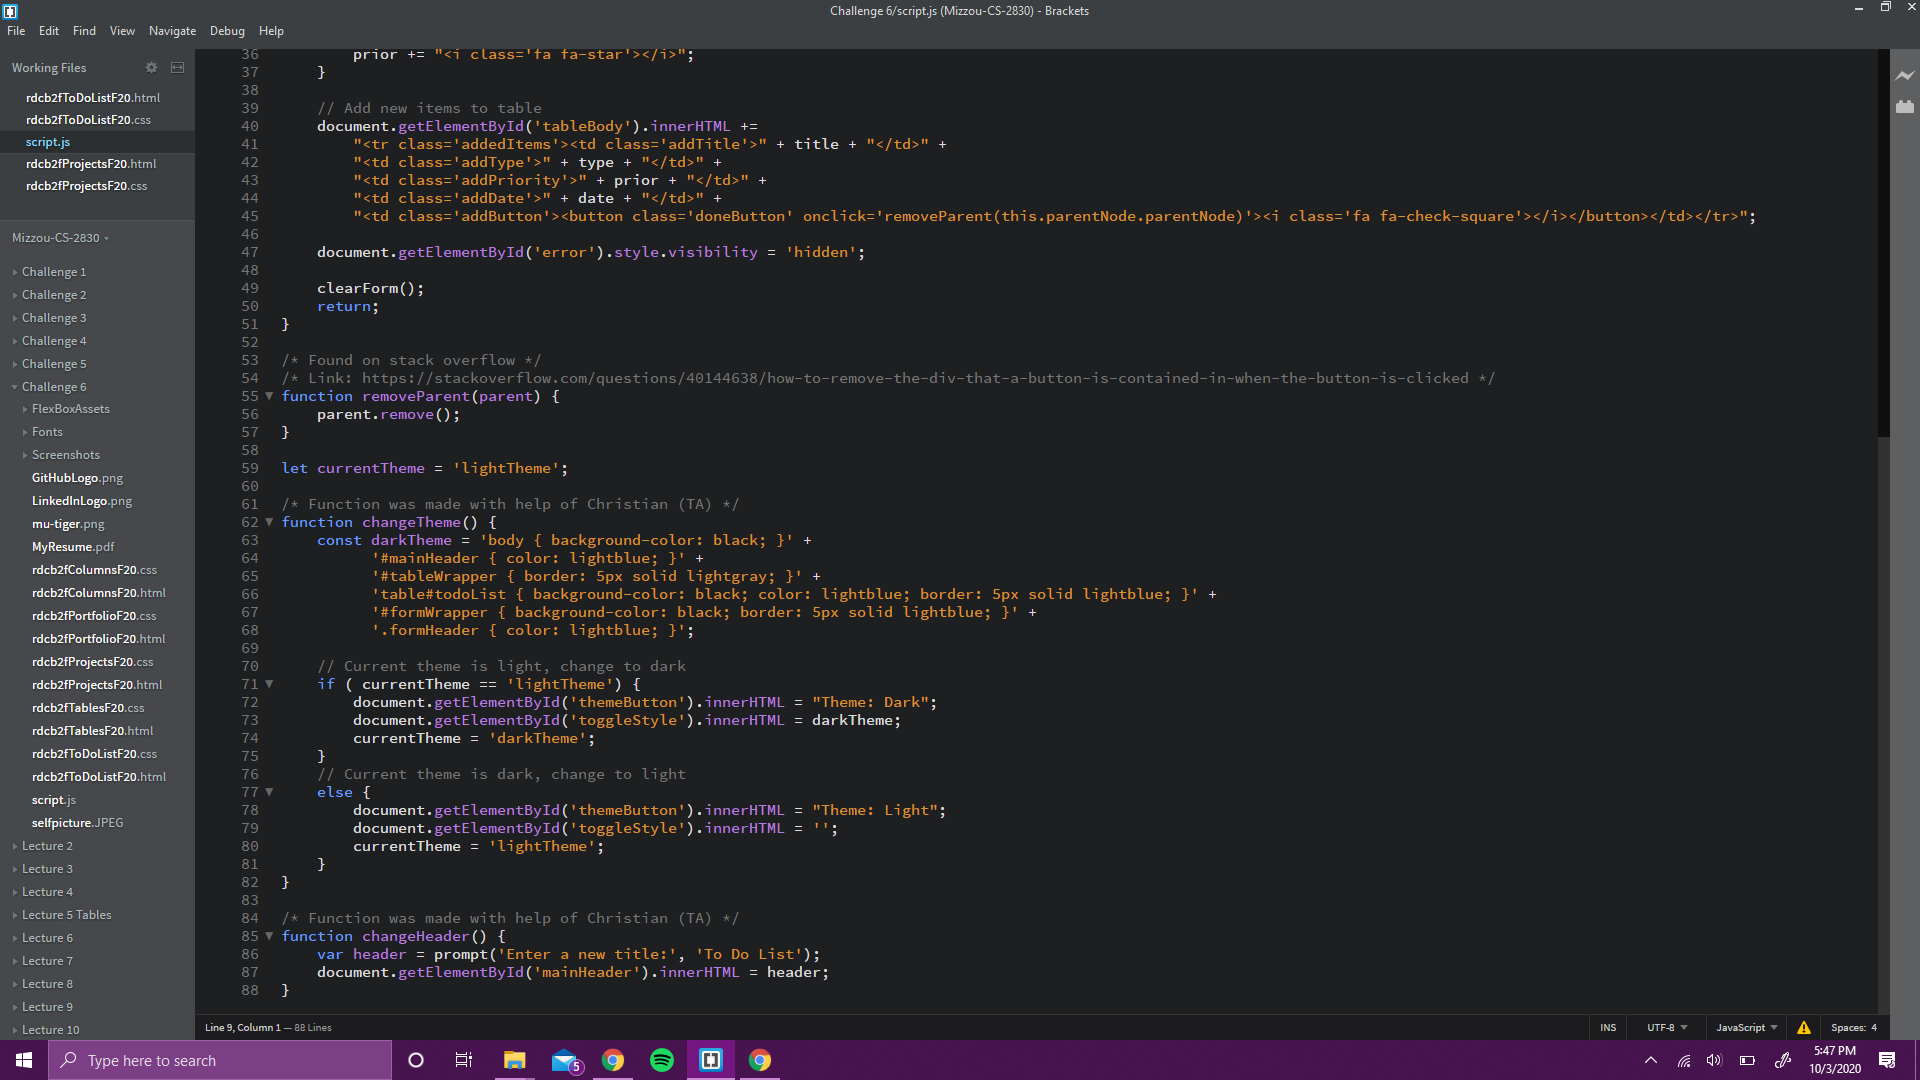 Challenge 6/script.js (Mizzou-CS-2830) - Brackets
File Edit Find View Navigate Debug Help
Working Files
rdcb2fToDoListF20.html
rdcb2fToDoListF20.css
script.js
rdcb2fProjectsF20.html
rdcb2fProjectsF20.css
Mizzou-CS-2830
Challenge 1
Challenge 2
Challenge 3
Challenge 4
Challenge 5
Challenge 6
FlexBoxAssets
Fonts
Screenshots
GitHubLogo.png
LinkedInLogo.png
mu-tiger.png
MyResume.pdf
rdcb2fColumnsF20.css
rdcb2fColumnsF20.html
rdcb2fPortfolioF20.css
rdcb2fPortfolioF20.html
rdcb2fProjectsF20.css
rdcb2fProjectsF20.html
rdcb2fTablesF20.css
rdcb2fTablesF20.html
rdcb2fToDoListF20.css
rdcb2fToDoListF20.html
script.js
selfpicture.JPEG
Lecture 2
Lecture 3
Lecture 4
Lecture 5 Tables
Lecture 6
Lecture 7
Lecture 8
Lecture 9
Lecture 10
36 prior += "<i class='fa fa-star'></i>";
37 }
38
39 // Add new items to table
40 document.getElementById('tableBody').innerHTML +=
41 "<tr class='addedItems'><td class='addTitle'>" + title + "</td>" +
42 "<td class='addType'>" + type + "</td>" +
43 "<td class='addPriority'>" + prior + "</td>" +
44 "<td class='addDate'>" + date + "</td>" +
45 "<td class='addButton'><button class='doneButton' onclick='removeParent(this.parentNode.parentNode)'><i class='fa fa-check-square'></i></button></td></tr>";
46
47 document.getElementById('error').style.visibility = 'hidden';
48
49 clearForm();
50 return;
51 }
52
53 /* Found on stack overflow */
54 /* Link: https://stackoverflow.com/questions/40144638/how-to-remove-the-div-that-a-button-is-contained-in-when-the-button-is-clicked */
55 function removeParent(parent) {
56 parent.remove();
57 }
58
59 let currentTheme = 'lightTheme';
60
61 /* Function was made with help of Christian (TA) */
62 function changeTheme() {
63 const darkTheme = 'body { background-color: black; }' +
64 '#mainHeader { color: lightblue; }' +
65 '#tableWrapper { border: 5px solid lightgray; }' +
66 'table#todoList { background-color: black; color: lightblue; border: 5px solid lightblue; }' +
67 '#formWrapper { background-color: black; border: 5px solid lightblue; }' +
68 '.formHeader { color: lightblue; }';
69
70 // Current theme is light, change to dark
71 if ( currentTheme == 'lightTheme') {
72 document.getElementById('themeButton').innerHTML = "Theme: Dark";
73 document.getElementById('toggleStyle').innerHTML = darkTheme;
74 currentTheme = 'darkTheme';
75 }
76 // Current theme is dark, change to light
77 else {
78 document.getElementById('themeButton').innerHTML = "Theme: Light";
79 document.getElementById('toggleStyle').innerHTML = '';
80 currentTheme = 'lightTheme';
81 }
82 }
83
84 /* Function was made with help of Christian (TA) */
85 function changeHeader() {
86 var header = prompt('Enter a new title:', 'To Do List');
87 document.getElementById('mainHeader').innerHTML = header;
88 }
Line 9, Column 1 — 88 Lines
INS UTF-8 JavaScript Spaces: 4
Type here to search
5
5:47 PM
10/3/2020